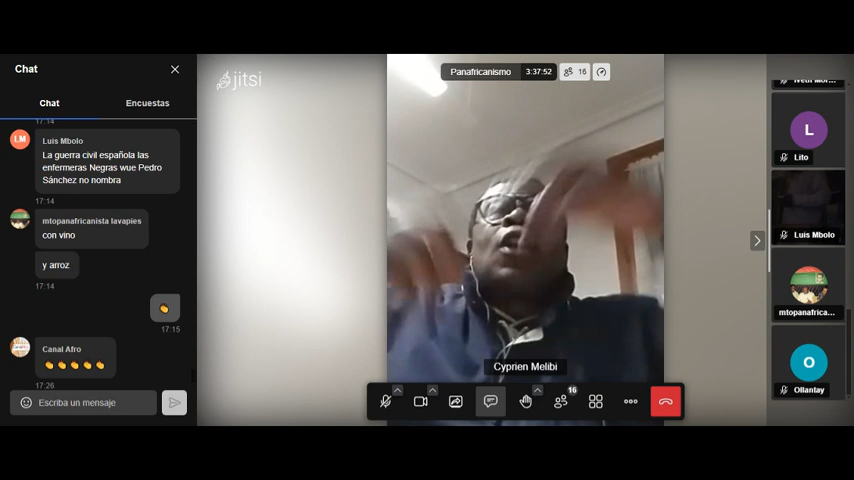 Chat
Chat
Encuestas
17:14
LM
Luis Mbolo
La guerra civil española las
enfermeras Negras wue Pedro
Sánchez no nombra
17:14
mtopanafricanista lavapies
con vino
y arroz
17:14
17:15
Canal Afro
17:26
Escriba un mensaje
jitsi
Panafricanismo
3:37:52
16
Cyprien Melibi
16
L
Lito
Luis Mbolo
mtopanafrica...
O
Ollantay